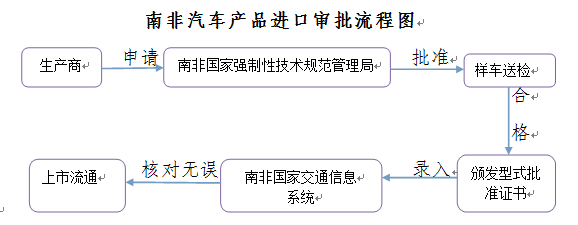 南非汽车产品进口审批流程图
生产商
申请
南非国家强制性技术规范管理局
批准
样车送检
合
格
颁发型式批
准证书
录入
南非国家交通信息
系统
核对无误
上市流通